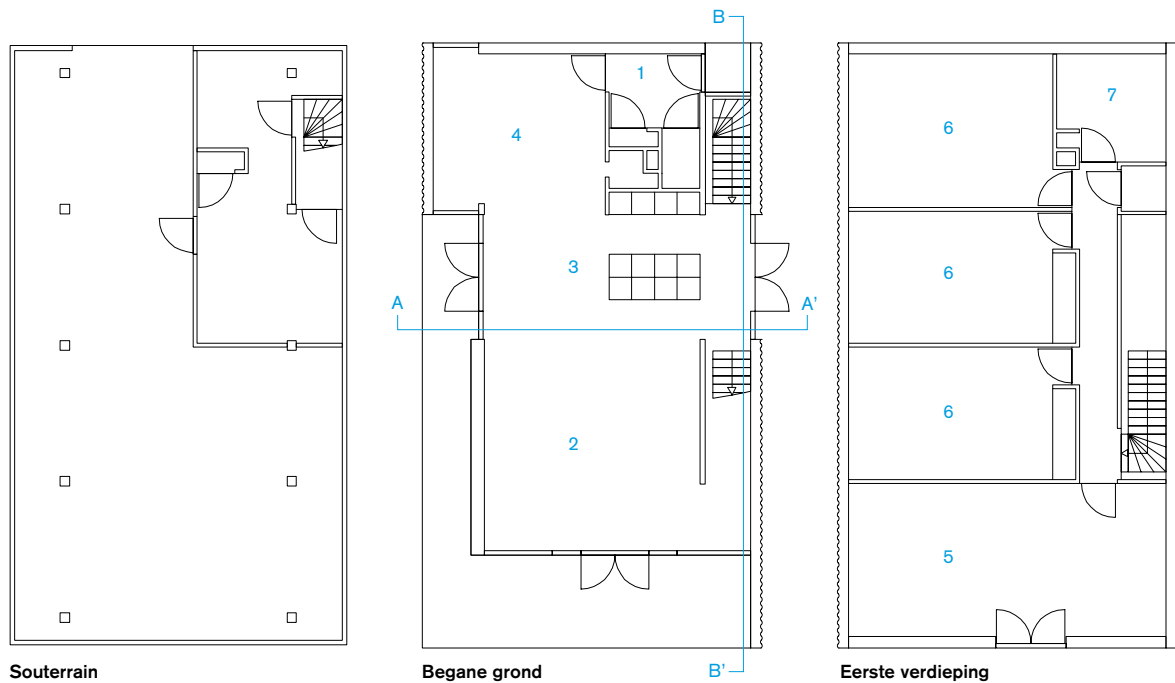 B
1
4
7
6
3
6
A
A'
2
6
5
B'
Souterrain
Begane grond
Eerste verdieping